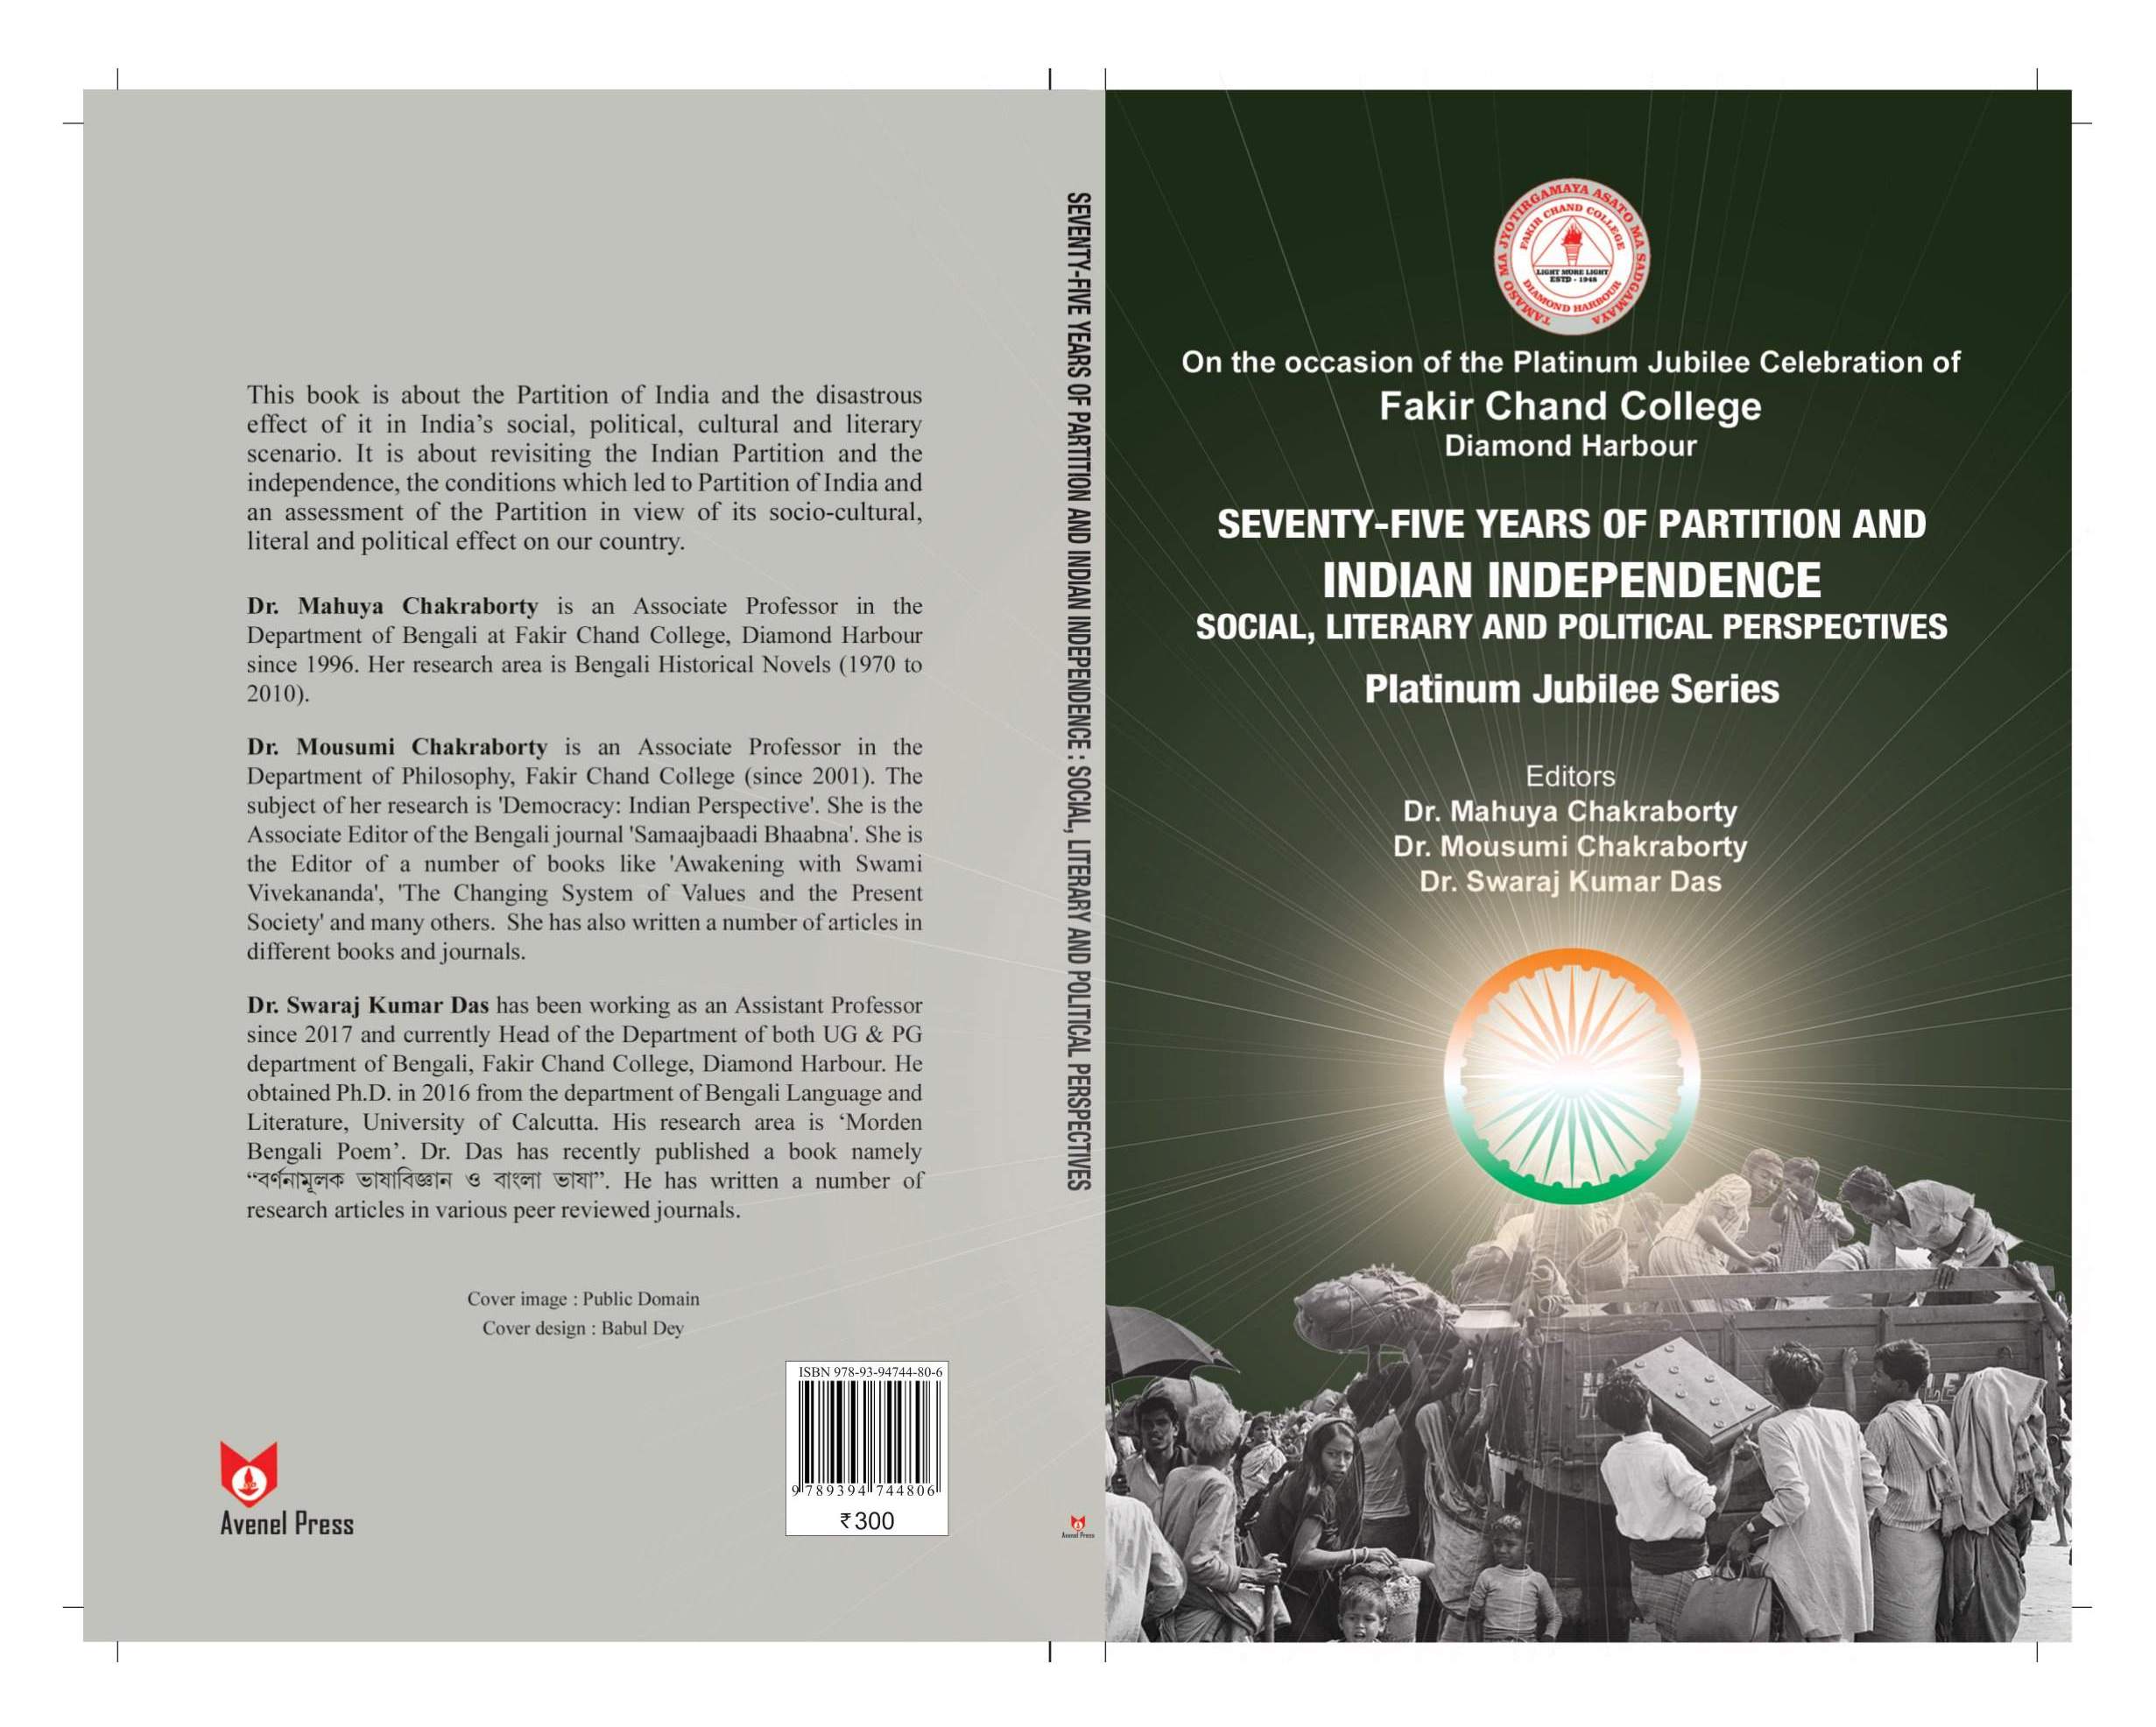 This book is about the Partition of India and the disastrous
effect of it in India’s social, political, cultural and literary
scenario. It is about revisiting the Indian Partition and the
independence, the conditions which led to Partition of India and
an assessment of the Partition in view of its socio-cultural,
literal and political effect on our country.
Dr. Mahuya Chakraborty is an Associate Professor in the
Department of Bengali at Fakir Chand College, Diamond Harbour
since 1996. Her research area is Bengali Historical Novels (1970 to
2010).
Dr. Mousumi Chakraborty is an Associate Professor in the
Department of Philosophy, Fakir Chand College (since 2001). The
subject of her research is 'Democracy: Indian Perspective'. She is the
Associate Editor of the Bengali journal 'Samaajbaadi Bhaabna'. She is
the Editor of a number of books like 'Awakening with Swami
Vivekananda', 'The Changing System of Values and the Present
Society' and many others. She has also written a number of articles in
different books and journals.
Dr. Swaraj Kumar Das has been working as an Assistant Professor
since 2017 and currently Head of the Department of both UG & PG
department of Bengali, Fakir Chand College, Diamond Harbour. He
obtained Ph.D. in 2016 from the department of Bengali Language and
Literature, University of Calcutta. His research area is ‘Morden
Bengali Poem’. Dr. Das has recently published a book namely
“বর্ণনামূলক ভাষাবিজ্ঞান ও বাংলা ভাষা”. He has written a number of
research articles in various peer reviewed journals.
Cover image : Public Domain
Cover design : Babul Dey
ISBN 978-93-94744-80-6
9 789394 744806
₹300
Avenel Press
SEVENTY-FIVE YEARS OF PARTITION AND INDIAN INDEPENDENCE : SOCIAL, LITERARY AND POLITICAL PERSPECTIVES
Avenel Press
TAMASO MA JYOTIRGAMAYA ASATO MA SADGAMAYA
FAKIR CHAND COLLEGE
LIGHT MORE LIGHT
ESTD - 1948
DIAMOND HARBOUR
On the occasion of the Platinum Jubilee Celebration of
Fakir Chand College
Diamond Harbour
SEVENTY-FIVE YEARS OF PARTITION AND
INDIAN INDEPENDENCE
SOCIAL, LITERARY AND POLITICAL PERSPECTIVES
Platinum Jubilee Series
Editors
Dr. Mahuya Chakraborty
Dr. Mousumi Chakraborty
Dr. Swaraj Kumar Das